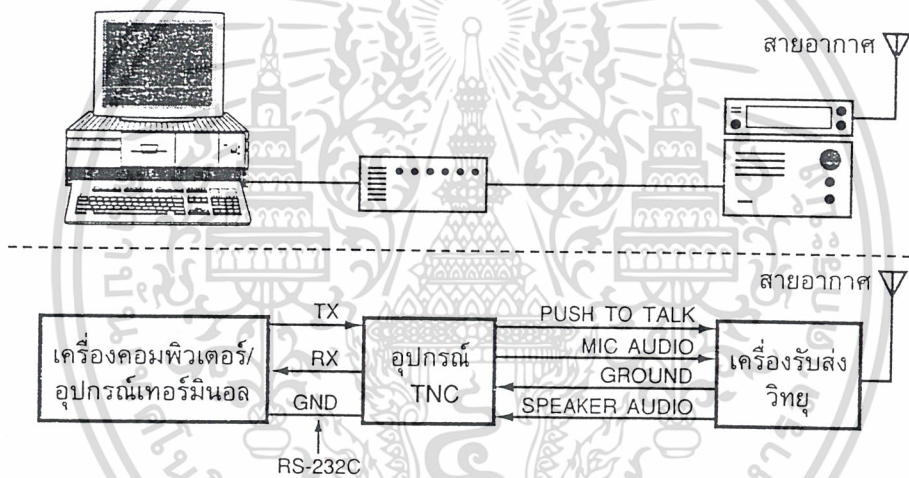 สายอากาศ
สายอากาศ
TX
PUSH TO TALK
เครื่องคอมพิวเตอร์/
อุปกรณ์เทอร์มินอล
RX
อุปกรณ์
TNC
MIC AUDIO
GROUND
เครื่องรับส่ง
วิทยุ
GND
SPEAKER AUDIO
RS-232C